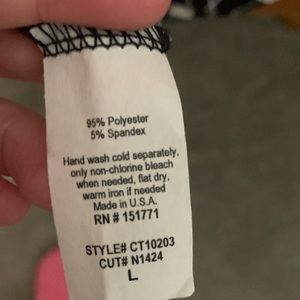 95% Polyester
5% Spandex
Hand wash cold separately,
only non-chlorine bleach
when needed, flat dry,
warm iron if needed
Made in U.S.A.
RN # 151771
STYLE# CT10203
CUT# N1424
L